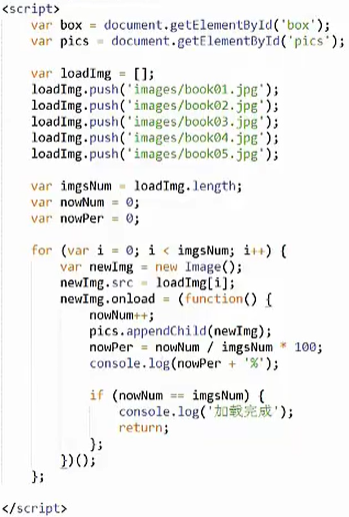 <script>
var box = document.getElementById('box');
var pics = document.getElementById('pics');
var loadImg = [];
loadImg.push('images/book01.jpg');
loadImg.push('images/book02.jpg');
loadImg.push('images/book03.jpg');
loadImg.push('images/book04.jpg');
loadImg.push('images/book05.jpg');
var imgsNum = loadImg.length;
var nowNum = 0;
var nowPer = 0;
for (var i = 0; i < imgsNum; i++) {
var newImg = new Image();
newImg.src = loadImg[i];
newImg.onload = (function() {
nowNum++;
pics.appendChild(newImg);
nowPer = nowNum / imgsNum * 100;
console.log(nowPer + '%');
if (nowNum == imgsNum) {
console.log('加载完成');
return;
};
})();
};
</script>